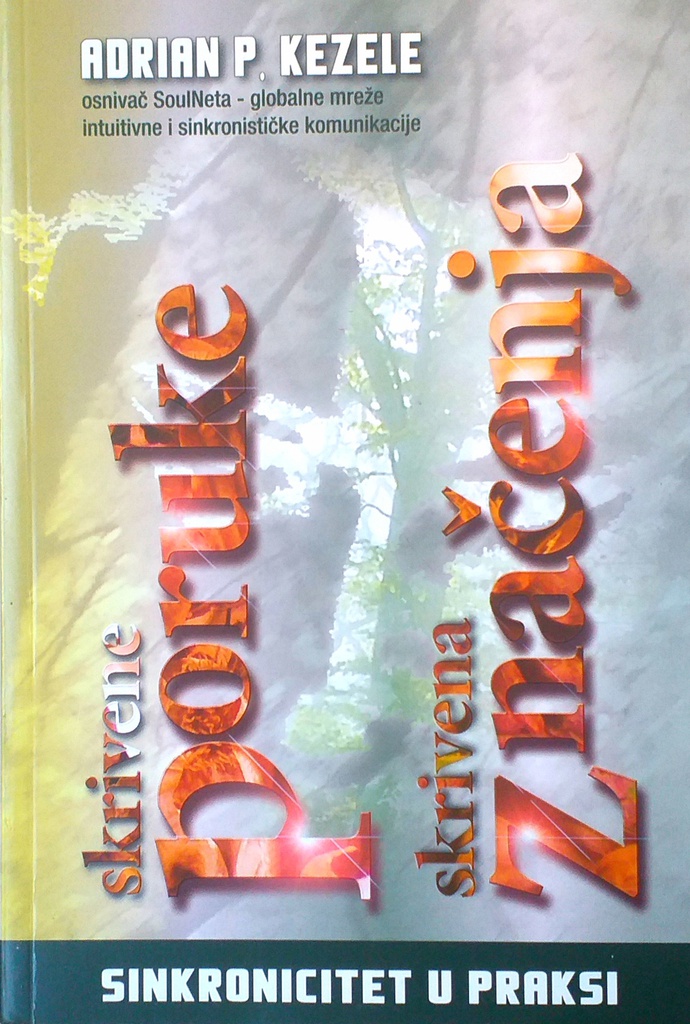 ADRIAN P. KEZELE
osnivač SoulNeta - globalne mreže
intuitivne i sinkronističke komunikacije
skrivene
poruke
skrivena
značenja
SINKRONICITET U PRAKSI